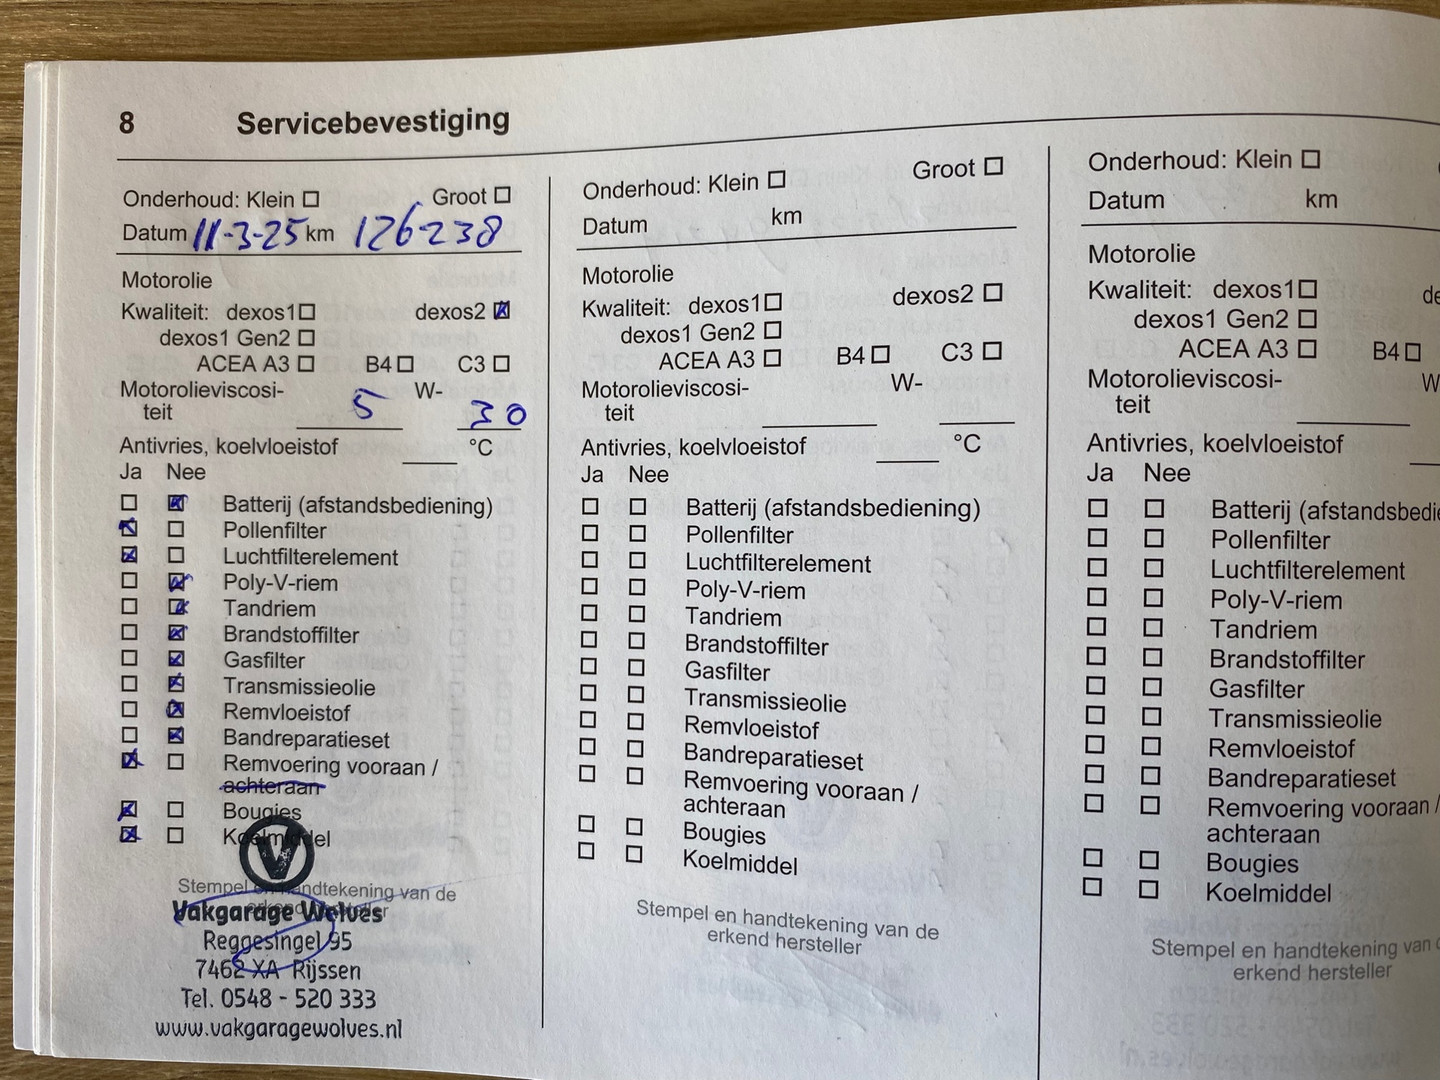 8 Servicebevestiging
Onderhoud: Klein ☐ Groot ☐
Datum 11-3-25 km 126238
Motorolie
Kwaliteit: dexos1 ☐ dexos2 ☒
dexos1 Gen2 ☐
ACEA A3 ☐ B4 ☐ C3 ☐
Motorolieviscosi-
teit 5 W- 30
Antivries, koelvloeistof °C
Ja Nee
☐ ☒ Batterij (afstandsbediening)
☒ ☐ Pollenfilter
☒ ☐ Luchtfilterelement
☐ ☒ Poly-V-riem
☐ ☒ Tandriem
☐ ☒ Brandstoffilter
☐ ☒ Gasfilter
☐ ☒ Transmissieolie
☐ ☒ Remvloeistof
☐ ☒ Bandreparatieset
☒ ☐ Remvoering vooraan /
achteraan
☒ ☐ Bougies
☒ ☐ Koelmiddel
Stempel en handtekening van de
erkend hersteller
Vakgarage Wolves
Reggesingel 95
7462 XA Rijssen
Tel. 0548 - 520 333
www.vakgaragewolves.nl
Onderhoud: Klein ☐ Groot ☐
Datum km
Motorolie
Kwaliteit: dexos1 ☐ dexos2 ☐
dexos1 Gen2 ☐
ACEA A3 ☐ B4 ☐ C3 ☐
Motorolieviscosi- W-
teit
Antivries, koelvloeistof °C
Ja Nee
☐ ☐ Batterij (afstandsbediening)
☐ ☐ Pollenfilter
☐ ☐ Luchtfilterelement
☐ ☐ Poly-V-riem
☐ ☐ Tandriem
☐ ☐ Brandstoffilter
☐ ☐ Gasfilter
☐ ☐ Transmissieolie
☐ ☐ Remvloeistof
☐ ☐ Bandreparatieset
☐ ☐ Remvoering vooraan /
achteraan
☐ ☐ Bougies
☐ ☐ Koelmiddel
Stempel en handtekening van de
erkend hersteller
Onderhoud: Klein ☐
Datum km
Motorolie
Kwaliteit: dexos1 ☐ de
dexos1 Gen2 ☐
ACEA A3 ☐ B4 ☐
Motorolieviscosi- W
teit
Antivries, koelvloeistof
Ja Nee
☐ ☐ Batterij (afstandsbedie
☐ ☐ Pollenfilter
☐ ☐ Luchtfilterelement
☐ ☐ Poly-V-riem
☐ ☐ Tandriem
☐ ☐ Brandstoffilter
☐ ☐ Gasfilter
☐ ☐ Transmissieolie
☐ ☐ Remvloeistof
☐ ☐ Bandreparatieset
☐ ☐ Remvoering vooraan /
achteraan
☐ ☐ Bougies
☐ ☐ Koelmiddel
Stempel en handtekening van
erkend hersteller